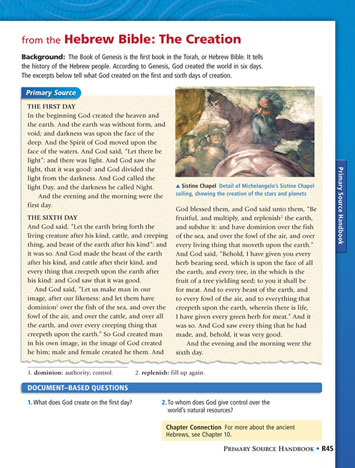 from the Hebrew Bible: The Creation
Background: The Book of Genesis is the first book in the Torah, or Hebrew Bible. It tells
the history of the Hebrew people. According to Genesis, God created the world in six days.
The excerpts below tell what God created on the first and sixth days of creation.
Primary Source
THE FIRST DAY
In the beginning God created the heaven and
the earth. And the earth was without form, and
void; and darkness was upon the face of the
deep. And the Spirit of God moved upon the
face of the waters. And God said, "Let there be
light": and there was light. And God saw the
light, that it was good: and God divided the
light from the darkness. And God called the
light Day, and the darkness he called Night.
And the evening and the morning were the
first day.
THE SIXTH DAY
And God said, "Let the earth bring forth the
living creature after his kind, cattle, and creeping
thing, and beast of the earth after his kind": and
it was so. And God made the beast of the earth
after his kind, and cattle after their kind, and
every thing that creepeth upon the earth after
his kind: and God saw that it was good.
And God said, "Let us make man in our
image, after our likeness: and let them have
dominion¹ over the fish of the sea, and over the
fowl of the air, and over the cattle, and over all
the earth, and over every creeping thing that
creepeth upon the earth." So God created man
in his own image, in the image of God created
he him; male and female created he them. And
▲ Sistine Chapel Detail of Michelangelo's Sistine Chapel
ceiling, showing the creation of the stars and planets
God blessed them, and God said unto them, "Be
fruitful, and multiply, and replenish² the earth,
and subdue it: and have dominion over the fish
of the sea, and over the fowl of the air, and over
every living thing that moveth upon the earth."
And God said, "Behold, I have given you every
herb bearing seed, which is upon the face of all
the earth, and every tree, in the which is the
fruit of a tree yielding seed; to you it shall be
for meat. And to every beast of the earth, and
to every fowl of the air, and to everything that
creepeth upon the earth, wherein there is life,
I have given every green herb for meat." And it
was so. And God saw every thing that he had
made, and, behold, it was very good.
And the evening and the morning were the
sixth day.
1. dominion: authority; control. 2. replenish: fill up again.
DOCUMENT–BASED QUESTIONS
1. What does God create on the first day?
2. To whom does God give control over the
world's natural resources?
Chapter Connection For more about the ancient
Hebrews, see Chapter 10.
Primary Source Handbook
PRIMARY SOURCE HANDBOOK • R45